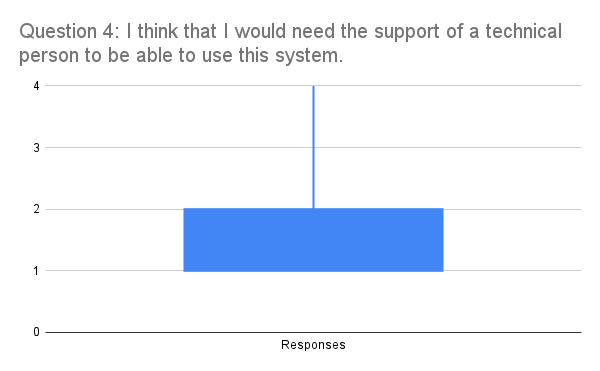 Question 4: I think that I would need the support of a technical
person to be able to use this system.
4
3
2
1
0
Responses